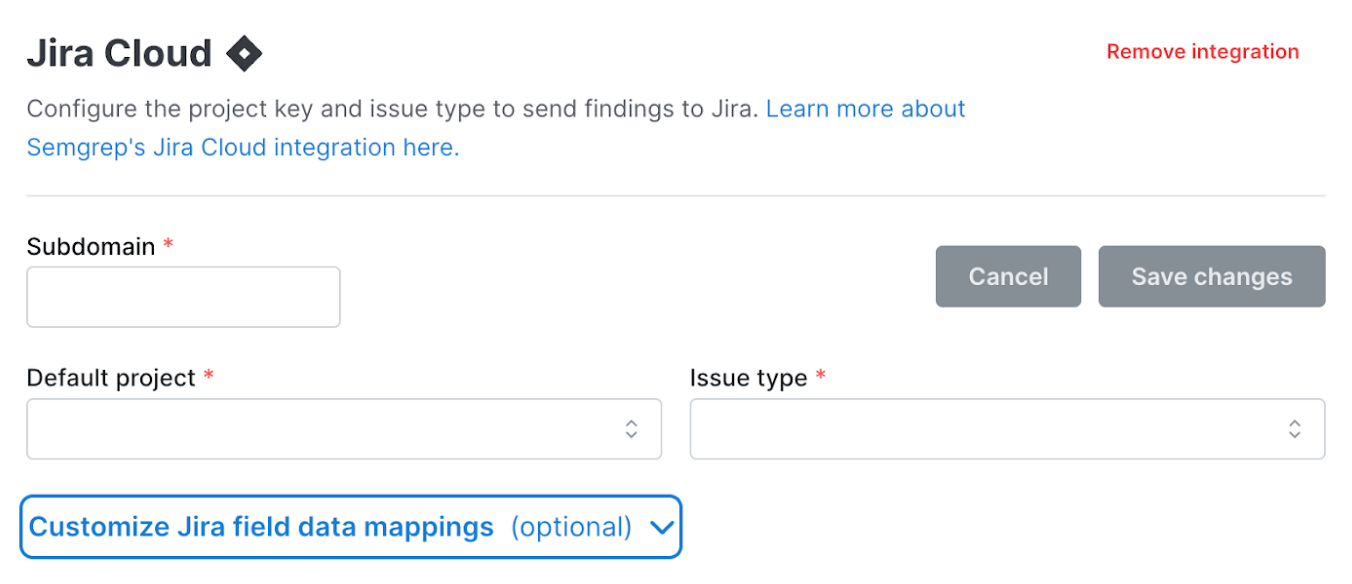 Jira Cloud
Remove integration
Configure the project key and issue type to send findings to Jira. Learn more about
Semgrep's Jira Cloud integration here.
Subdomain *
Cancel
Save changes
Default project *
Issue type *
Customize Jira field data mappings (optional)